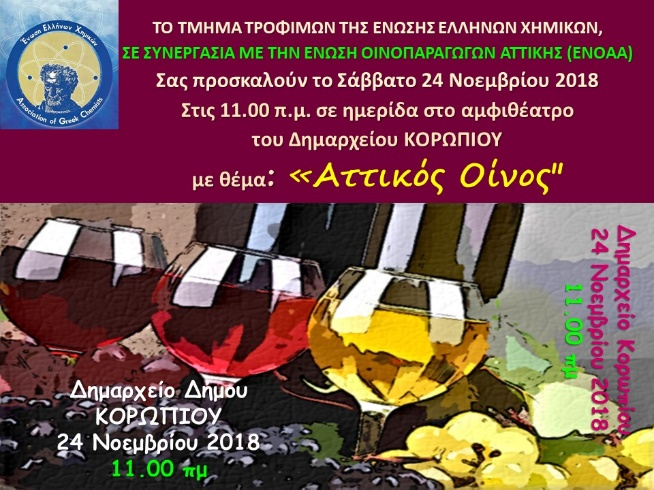 Ένωσις Ελλήνων Χημικών
Association of Greek Chemists
ΤΟ ΤΜΗΜΑ ΤΡΟΦΙΜΩΝ ΤΗΣ ΕΝΩΣΗΣ ΕΛΛΗΝΩΝ ΧΗΜΙΚΩΝ,
ΣΕ ΣΥΝΕΡΓΑΣΙΑ ΜΕ ΤΗΝ ΕΝΩΣΗ ΟΙΝΟΠΑΡΑΓΩΓΩΝ ΑΤΤΙΚΗΣ (ΕΝΟΑΑ)
Σας προσκαλούν το Σάββατο 24 Νοεμβρίου 2018
Στις 11.00 π.μ. σε ημερίδα στο αμφιθέατρο
του Δημαρχείου ΚΟΡΩΠΙΟΥ
με θέμα: «Αττικός Οίνος"
Δημαρχείο Κορωπίου,
24 Νοεμβρίου 2018
11.00 πμ
Δημαρχείο Δήμου
ΚΟΡΩΠΙΟΥ
24 Νοεμβρίου 2018
11.00 πμ